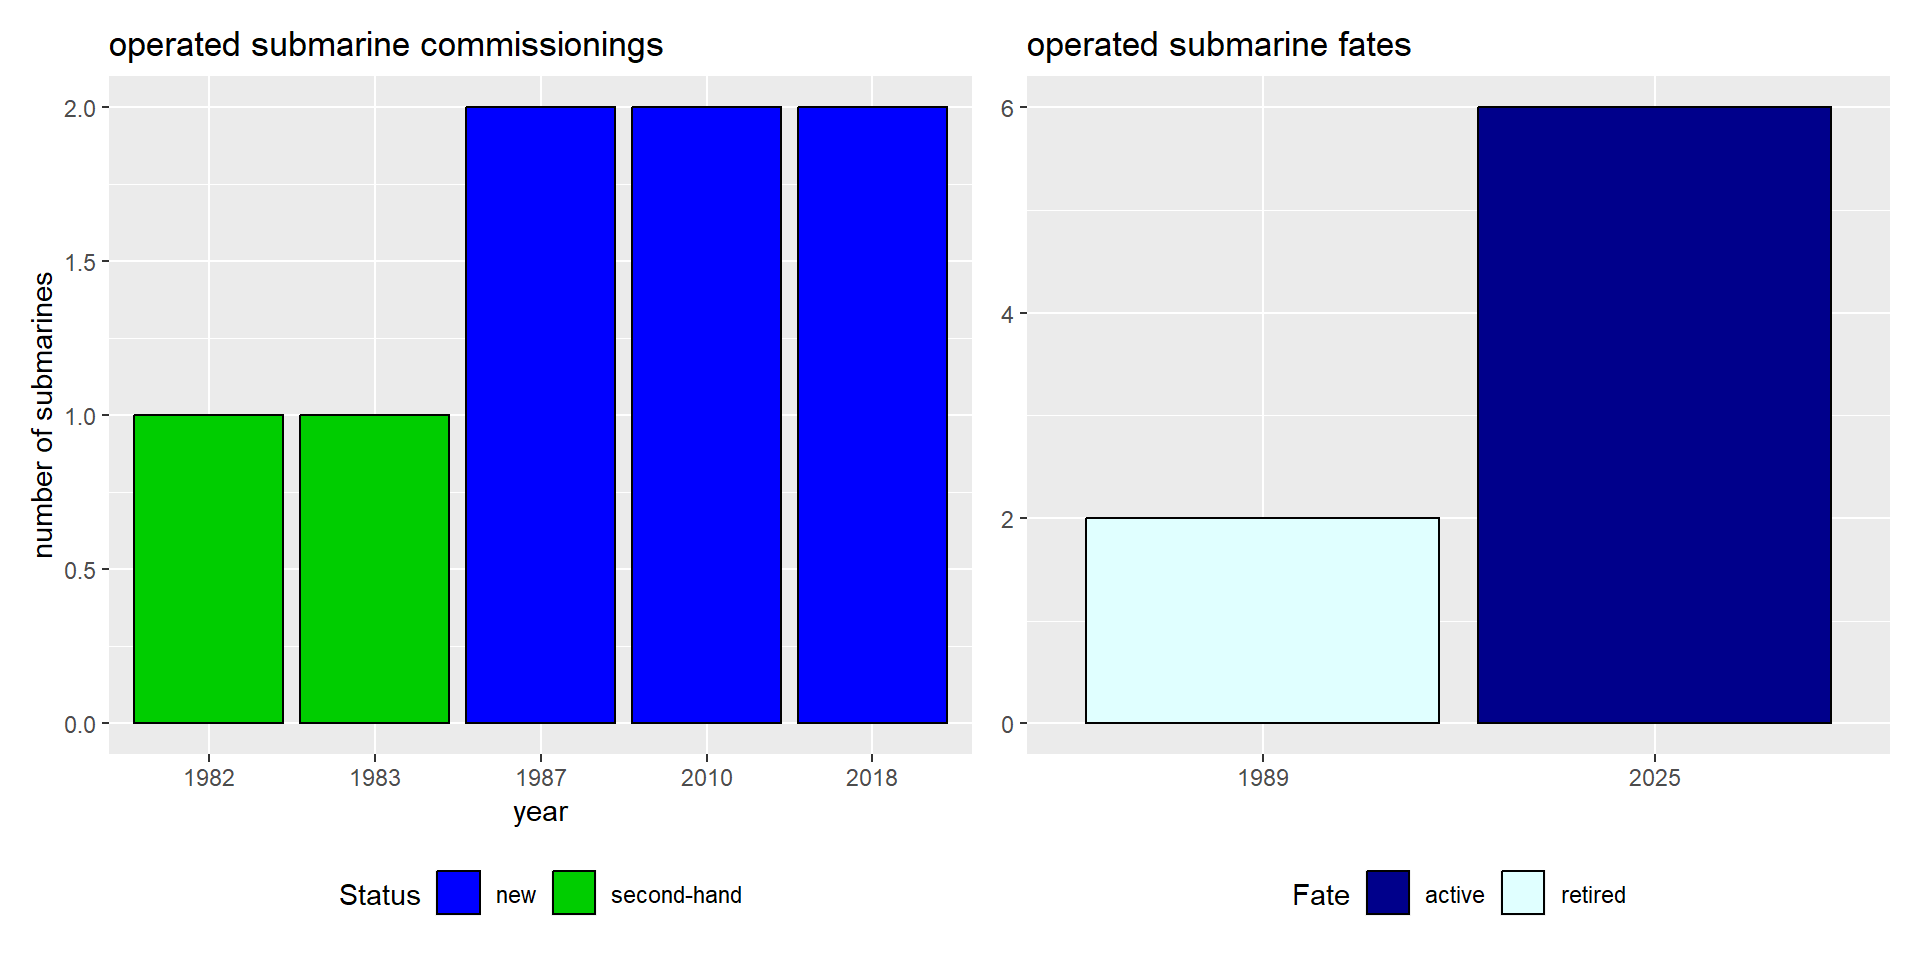 operated submarine commissionings
number of submarines
2.0
1.5
1.0
0.5
0.0
1982 1983 1987 2010 2018
year
Status new second-hand
operated submarine fates
6
4
2
0
1989 2025
Fate active retired